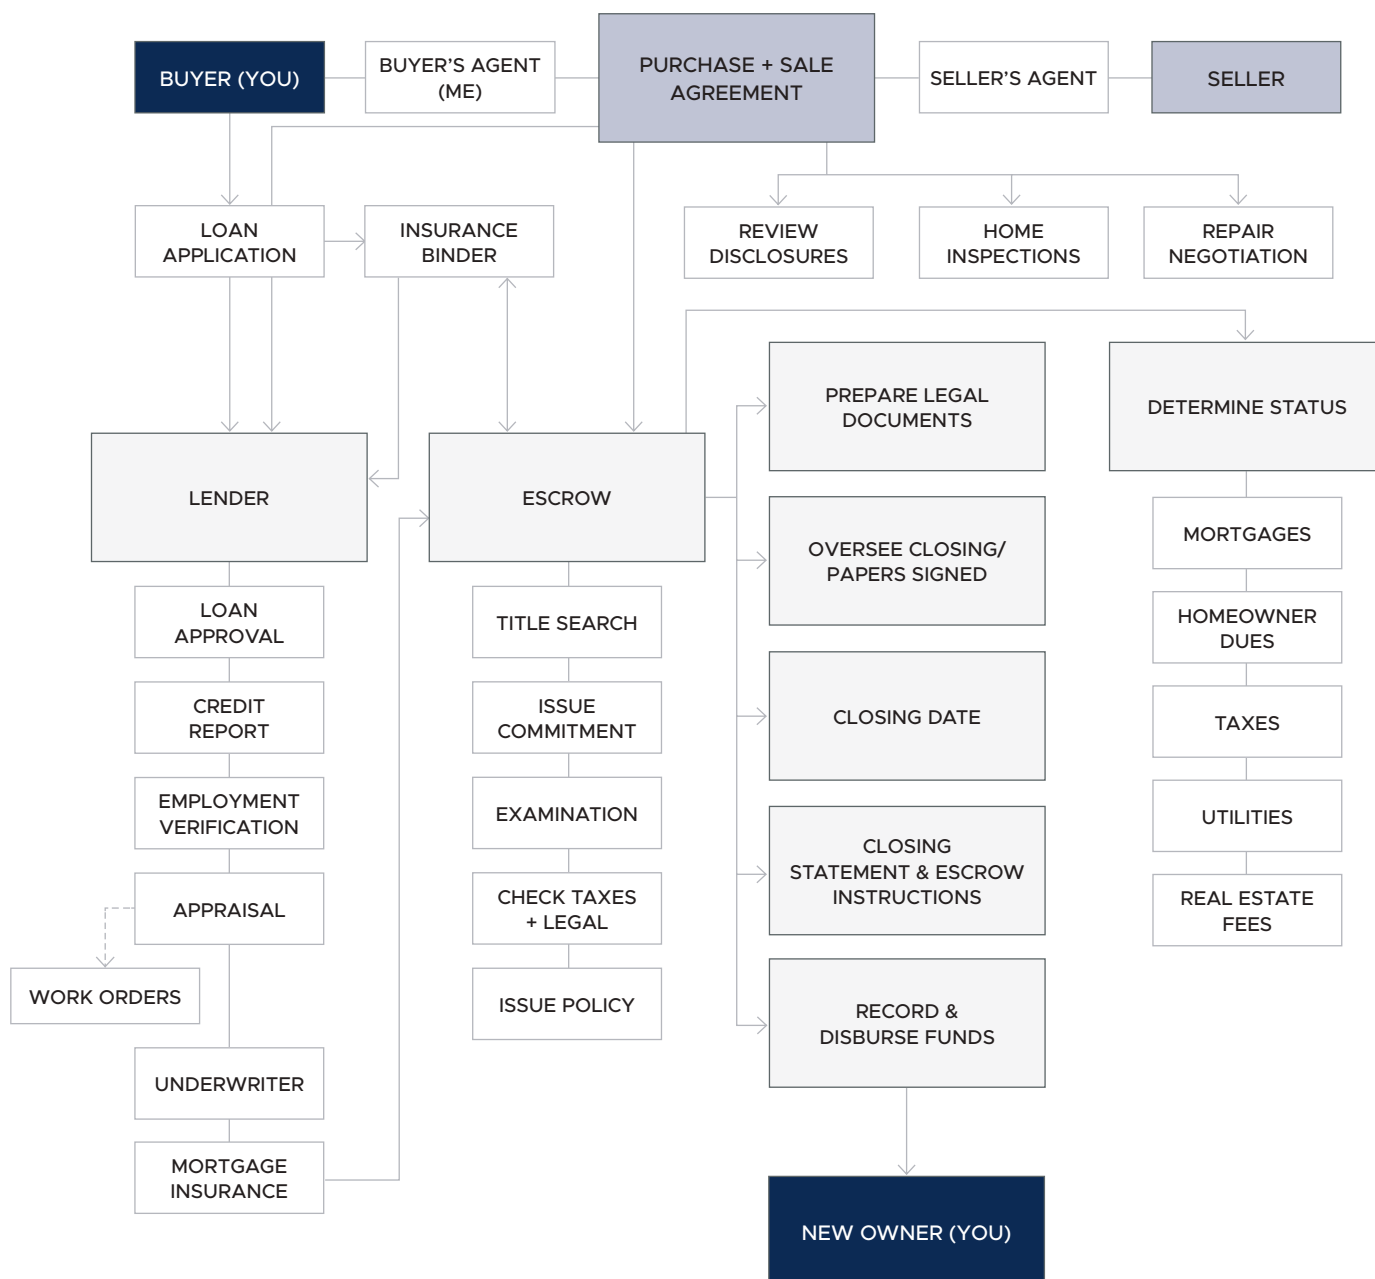 BUYER (YOU)
BUYER’S AGENT
(ME)
PURCHASE + SALE
AGREEMENT
SELLER’S AGENT
SELLER
LOAN
APPLICATION
INSURANCE
BINDER
REVIEW
DISCLOSURES
HOME
INSPECTIONS
REPAIR
NEGOTIATION
LENDER
LOAN
APPROVAL
CREDIT
REPORT
EMPLOYMENT
VERIFICATION
APPRAISAL
WORK ORDERS
UNDERWRITER
MORTGAGE
INSURANCE
ESCROW
TITLE SEARCH
ISSUE
COMMITMENT
EXAMINATION
CHECK TAXES
+ LEGAL
ISSUE POLICY
PREPARE LEGAL
DOCUMENTS
OVERSEE CLOSING/
PAPERS SIGNED
CLOSING DATE
CLOSING
STATEMENT & ESCROW
INSTRUCTIONS
RECORD &
DISBURSE FUNDS
NEW OWNER (YOU)
DETERMINE STATUS
MORTGAGES
HOMEOWNER
DUES
TAXES
UTILITIES
REAL ESTATE
FEES